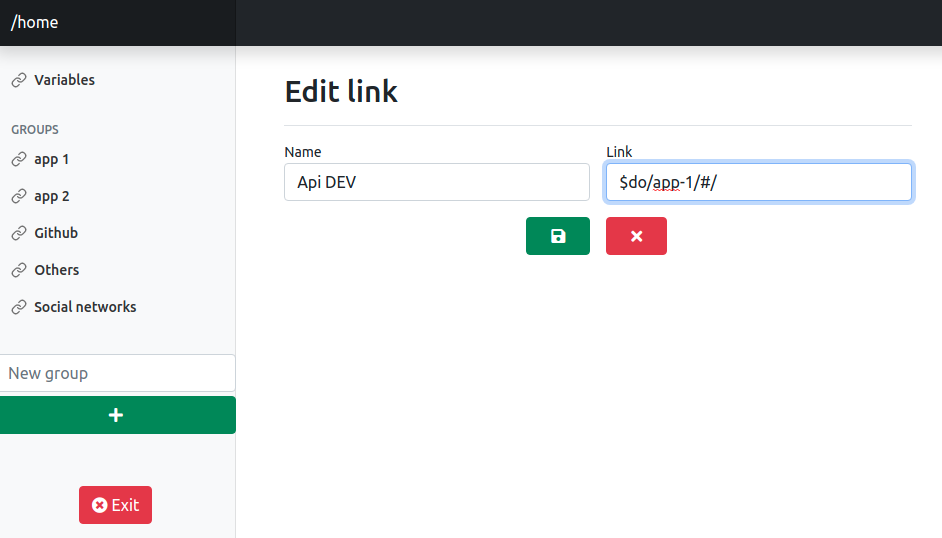 /home
Variables
GROUPS
app 1
app 2
Github
Others
Social networks
New group
Exit
Edit link
Name
Link
Api DEV
$do/app-1/#/